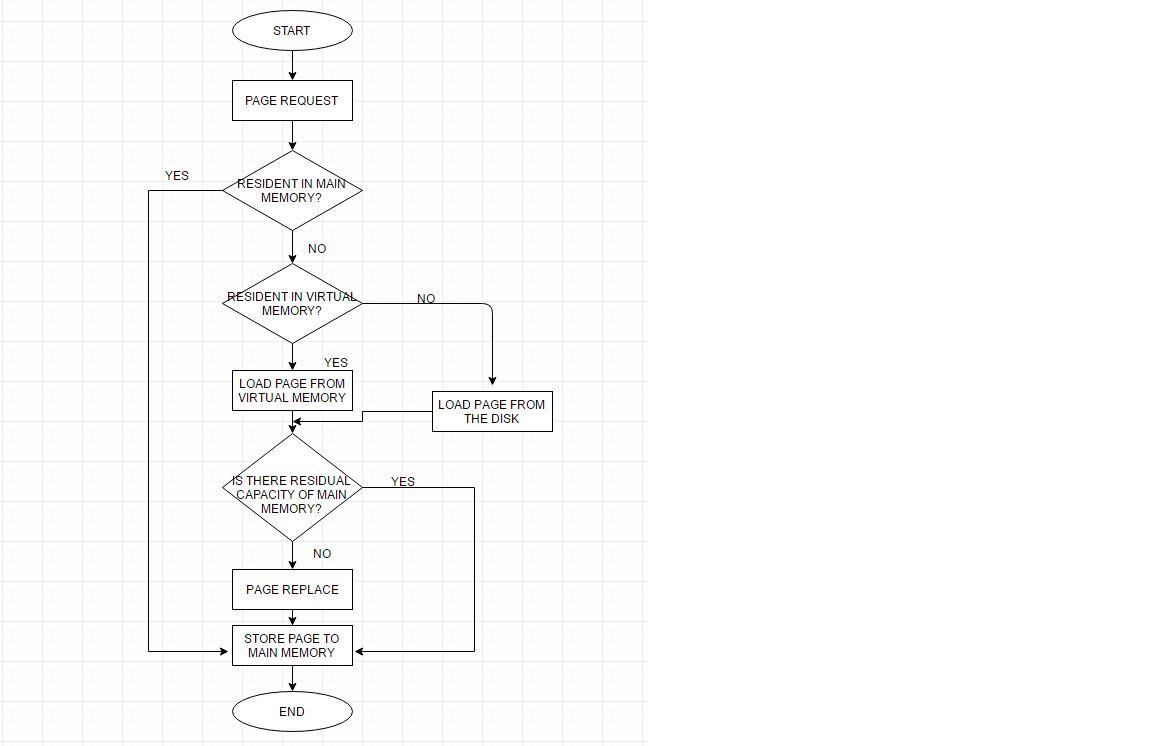 START
PAGE REQUEST
YES
RESIDENT IN MAIN
MEMORY?
NO
RESIDENT IN VIRTUAL
MEMORY?
NO
YES
LOAD PAGE FROM
VIRTUAL MEMORY
LOAD PAGE FROM
THE DISK
IS THERE RESIDUAL
CAPACITY OF MAIN
MEMORY?
YES
NO
PAGE REPLACE
STORE PAGE TO
MAIN MEMORY
END